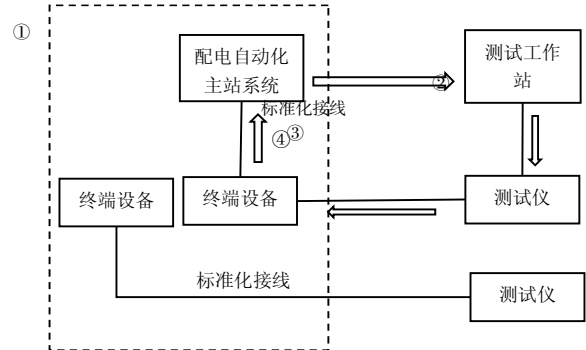 ①
配电自动化
主站系统
测试工作
站
②
标准化接线
④③
终端设备
终端设备
测试仪
标准化接线
测试仪